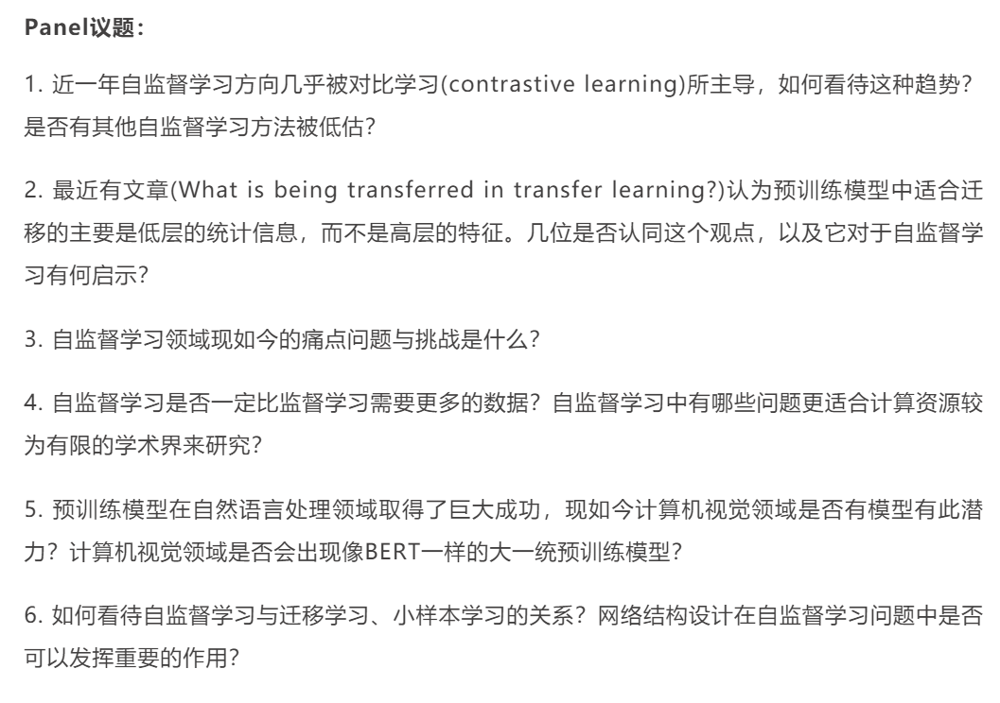 Panel议题：
1. 近一年自监督学习方向几乎被对比学习(contrastive learning)所主导，如何看待这种趋势？
是否有其他自监督学习方法被低估？
2. 最近有文章(What is being transferred in transfer learning?)认为预训练模型中适合迁
移的主要是低层的统计信息，而不是高层的特征。几位是否认同这个观点，以及它对于自监督学
习有何启示？
3. 自监督学习领域现如今的痛点问题与挑战是什么？
4. 自监督学习是否一定比监督学习需要更多的数据？自监督学习中有哪些问题更适合计算资源较
为有限的学术界来研究？
5. 预训练模型在自然语言处理领域取得了巨大成功，现如今计算机视觉领域是否有模型有此潜
力？计算机视觉领域是否会出现像BERT一样的大一统预训练模型？
6. 如何看待自监督学习与迁移学习、小样本学习的关系？网络结构设计在自监督学习问题中是否
可以发挥重要的作用？